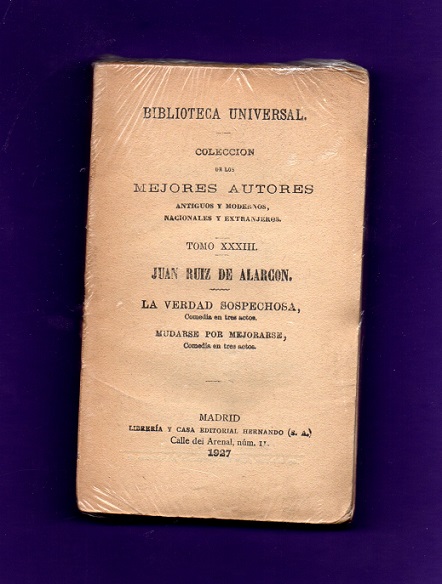 BIBLIOTECA UNIVERSAL.
COLECCION
DE LOS
MEJORES AUTORES
ANTIGUOS Y MODERNOS,
NACIONALES Y EXTRANJEROS.
TOMO XXXIII.
JUAN RUIZ DE ALARCON.
LA VERDAD SOSPECHOSA,
Comedia en tres actos.
MUDARSE POR MEJORARSE,
Comedia en tres actos.
MADRID
LIBRERÍA Y CASA EDITORIAL HERNANDO (S. A.)
Calle del Arenal, núm.
1927